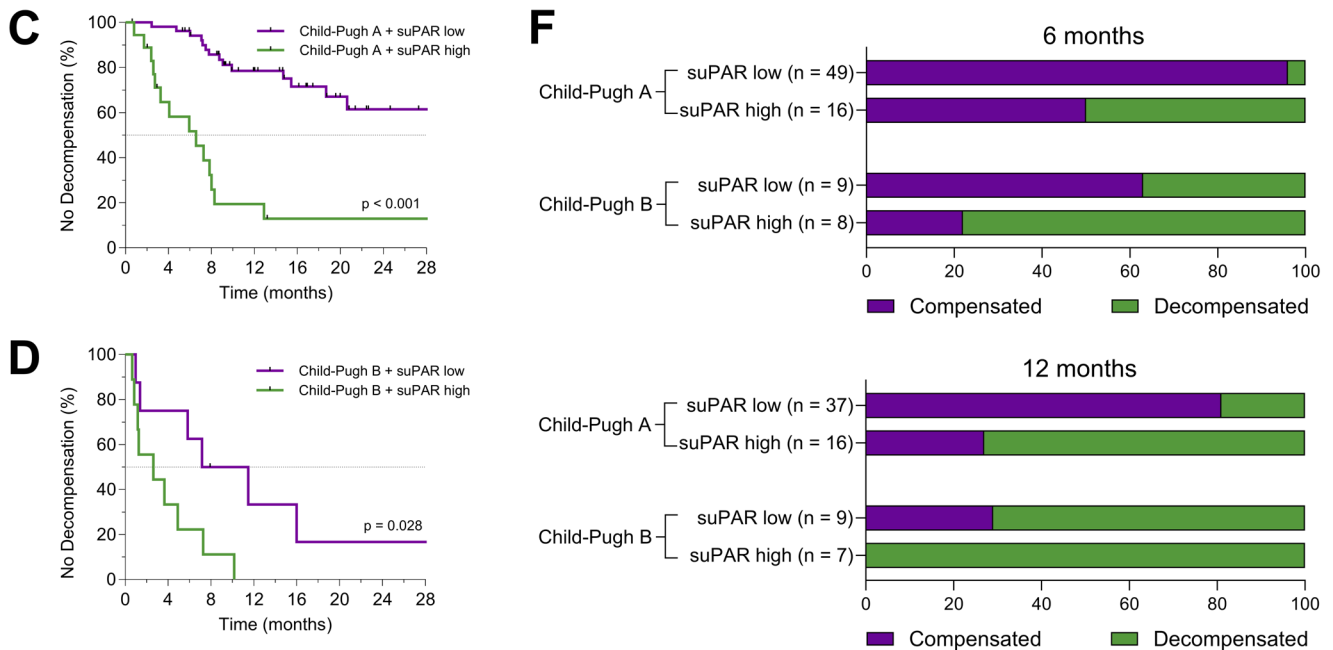 C
No Decompensation (%)
100
80
60
40
20
0
Child-Pugh A + suPAR low
Child-Pugh A + suPAR high
p < 0.001
0 4 8 12 16 20 24 28
Time (months)
D
No Decompensation (%)
100
80
60
40
20
0
Child-Pugh B + suPAR low
Child-Pugh B + suPAR high
p = 0.028
0 4 8 12 16 20 24 28
Time (months)
F
6 months
Child-Pugh A
suPAR low (n = 49)
suPAR high (n = 16)
Child-Pugh B
suPAR low (n = 9)
suPAR high (n = 8)
0 20 40 60 80 100
Compensated Decompensated
12 months
Child-Pugh A
suPAR low (n = 37)
suPAR high (n = 16)
Child-Pugh B
suPAR low (n = 9)
suPAR high (n = 7)
0 20 40 60 80 100
Compensated Decompensated